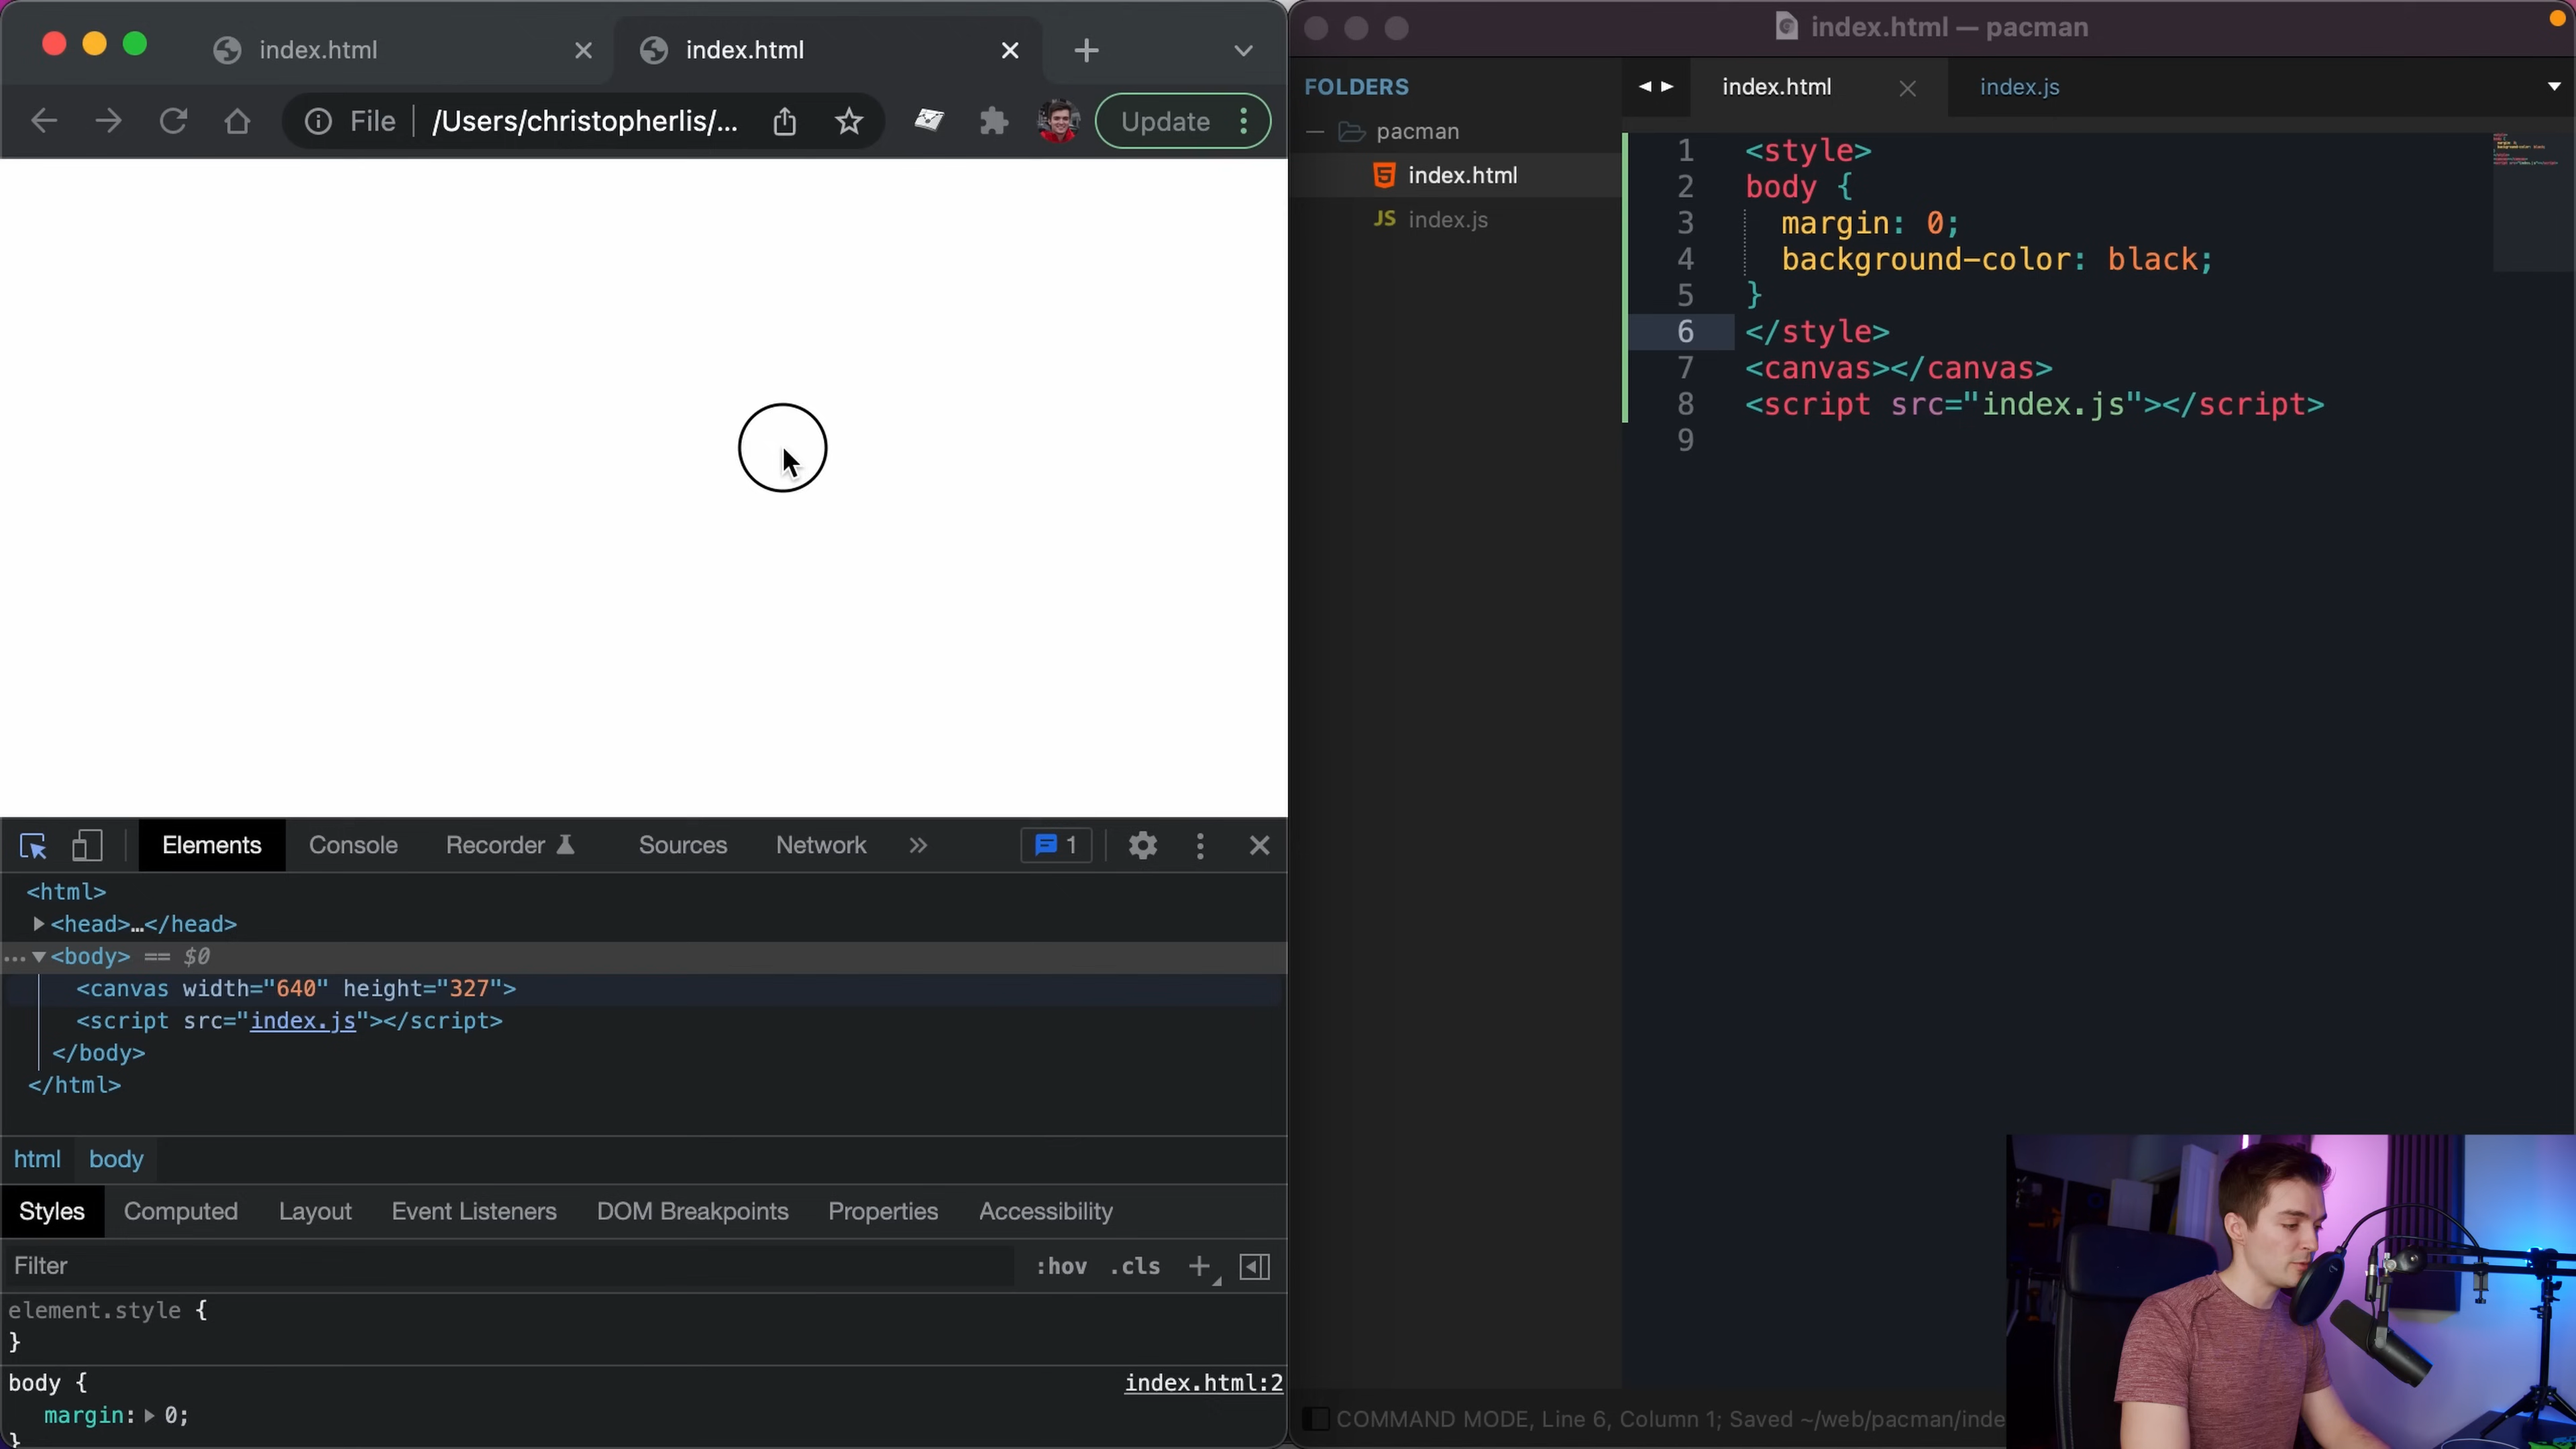 index.html
index.html
File
/Users/christopherlis/...
Update
Elements
Console
Recorder
Sources
Network
»
1
<html>
<head>…</head>
<body> == $0
<canvas width="640" height="327">
<script src="index.js"></script>
</body>
</html>
html
body
Styles
Computed
Layout
Event Listeners
DOM Breakpoints
Properties
Accessibility
Filter
:hov
.cls
element.style {
}
body {
index.html:2
margin: 0;
}
index.html — pacman
FOLDERS
pacman
index.html
JS index.js
index.html
index.js
1 <style>
2 body {
3 margin: 0;
4 background-color: black;
5 }
6 </style>
7 <canvas></canvas>
8 <script src="index.js"></script>
9
COMMAND MODE, Line 6, Column 1; Saved ~/web/pacman/inde